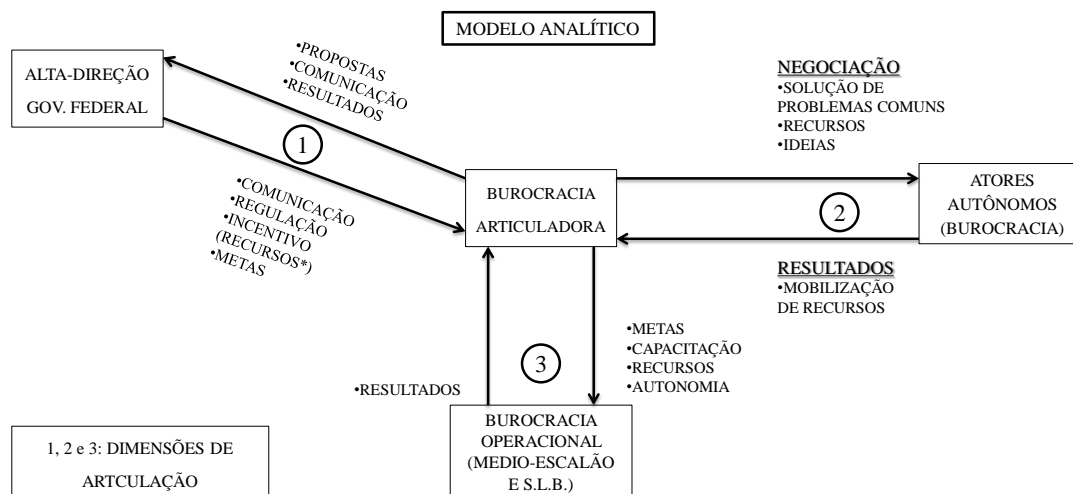 MODELO ANALÍTICO
ALTA-DIREÇÃO
GOV. FEDERAL
•PROPOSTAS
•COMUNICAÇÃO
•RESULTADOS
1
•COMUNICAÇÃO
•REGULAÇÃO
•INCENTIVO
(RECURSOS*)
•METAS
BUROCRACIA
ARTICULADORA
NEGOCIAÇÃO
•SOLUÇÃO DE
PROBLEMAS COMUNS
•RECURSOS
•IDEIAS
2
ATORES
AUTÔNOMOS
(BUROCRACIA)
RESULTADOS
•MOBILIZAÇÃO
DE RECURSOS
•RESULTADOS
3
•METAS
•CAPACITAÇÃO
•RECURSOS
•AUTONOMIA
BUROCRACIA
OPERACIONAL
(MEDIO-ESCALÃO
E S.L.B.)
1, 2 e 3: DIMENSÕES DE
ARTCULAÇÃO